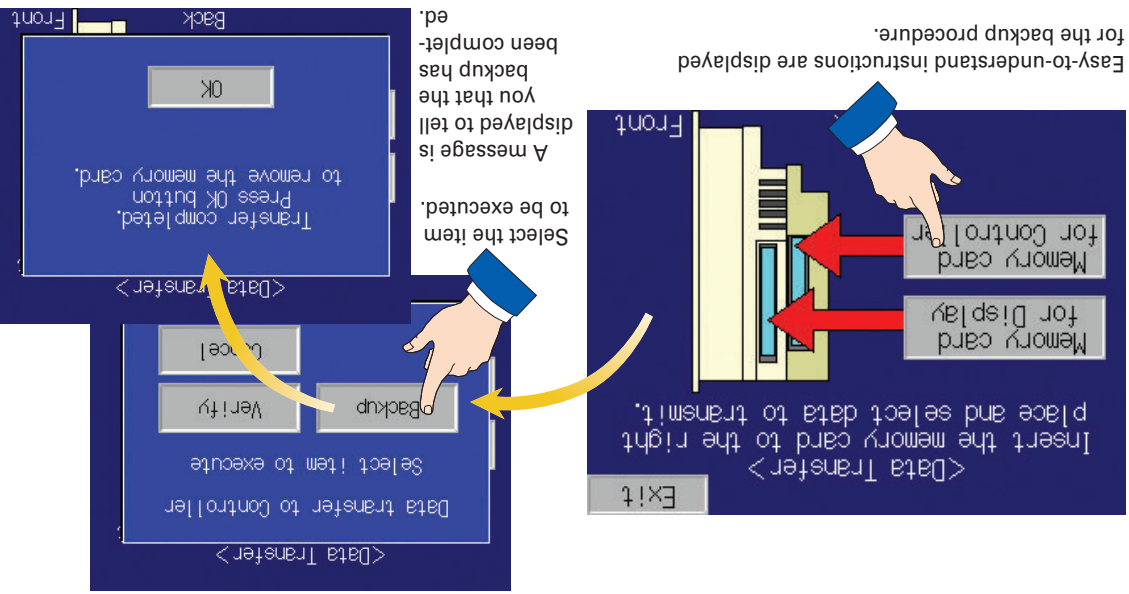 Exit
<Data Transfer>
Insert the memory card to the right
place and select data to transmit.
Memory card
for Display
Memory card
for Controller
Front
Easy-to-understand instructions are displayed
for the backup procedure.
<Data Transfer>
Data transfer to Controller
Select item to execute
Backup
Verify
Cancel
Select the item
to be executed.
<Data Transfer>
Transfer completed.
Press OK button
to remove the memory card.
OK
Back
Front
A message is
displayed to tell
you that the
backup has
been complet-
ed.